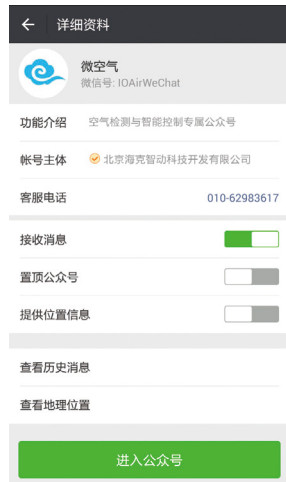 详细资料
微空气
微信号: IOAirWeChat
功能介绍 空气检测与智能控制专属公众号
帐号主体 北京海克智动科技开发有限公司
客服电话 010-62983617
接收消息
置顶公众号
提供位置信息
查看历史消息
查看地理位置
进入公众号